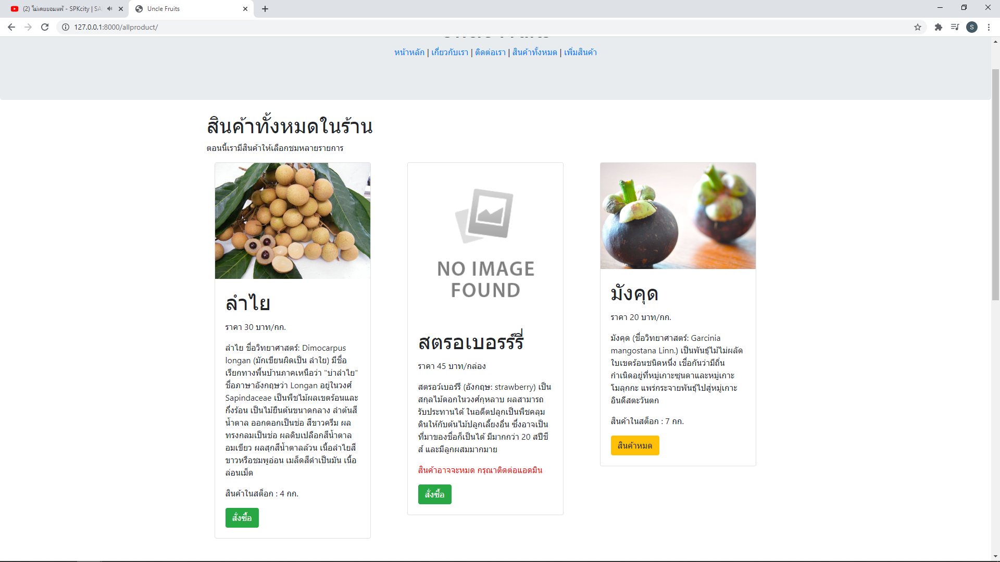 (2) ไม่เคยยอมแพ้ - SPKcity | SA
Uncle Fruits
127.0.0.1:8000/allproduct/
S
Uncle Fruits
หน้าหลัก | เกี่ยวกับเรา | ติดต่อเรา | สินค้าทั้งหมด | เพิ่มสินค้า
สินค้าทั้งหมดในร้าน
ตอนนี้เรามีสินค้าให้เลือกชมหลายรายการ
ลำไย
ราคา 30 บาท/กก.
ลำไย ชื่อวิทยาศาสตร์: Dimocarpus
longan (มักเขียนผิดเป็น ลำใย) มีชื่อ
เรียกทางพื้นบ้านภาคเหนือว่า "บ่าลำไย"
ชื่อภาษาอังกฤษว่า Longan อยู่ในวงศ์
Sapindaceae เป็นพืชไม้ผลเขตร้อนและ
กึ่งร้อน เป็นไม้ยืนต้นขนาดกลาง ลำต้นสี
น้ำตาล ออกดอกเป็นช่อ สีขาวครีม ผล
ทรงกลมเป็นช่อ ผลดิบเปลือกสีน้ำตาล
อมเขียว ผลสุกสีน้ำตาลล้วน เนื้อลำไยสี
ขาวหรือชมพูอ่อน เมล็ดสีดำเป็นมัน เนื้อ
ล่อนเม็ด
สินค้าในสต็อก : 4 กก.
สั่งซื้อ
NO IMAGE
FOUND
สตรอเบอรร์รี่
ราคา 45 บาท/กล่อง
สตรอว์เบอร์รี (อังกฤษ: strawberry) เป็น
สกุลไม้ดอกในวงศ์กุหลาบ ผลสามารถ
รับประทานได้ ในอดีตปลูกเป็นพืชคลุม
ดินให้กับต้นไม้ปลูกเลี้ยงอื่น ซึ่งอาจเป็น
ที่มาของชื่อก็เป็นได้ มีมากกว่า 20 สปีชี
ส์ และมีลูกผสมมากมาย
สินค้าอาจจะหมด กรุณาติดต่อแอดมิน
สั่งซื้อ
มังคุด
ราคา 20 บาท/กก.
มังคุด (ชื่อวิทยาศาสตร์: Garcinia
mangostana Linn.) เป็นพันธุ์ไม้ไม่ผลัด
ใบเขตร้อนชนิดหนึ่ง เชื่อกันว่ามีถิ่น
กำเนิดอยู่ที่หมู่เกาะซุนดาและหมู่เกาะ
โมลุกกะ แพร่กระจายพันธุ์ไปสู่หมู่เกาะ
อินดีสตะวันตก
สินค้าในสต็อก : 7 กก.
สินค้าหมด